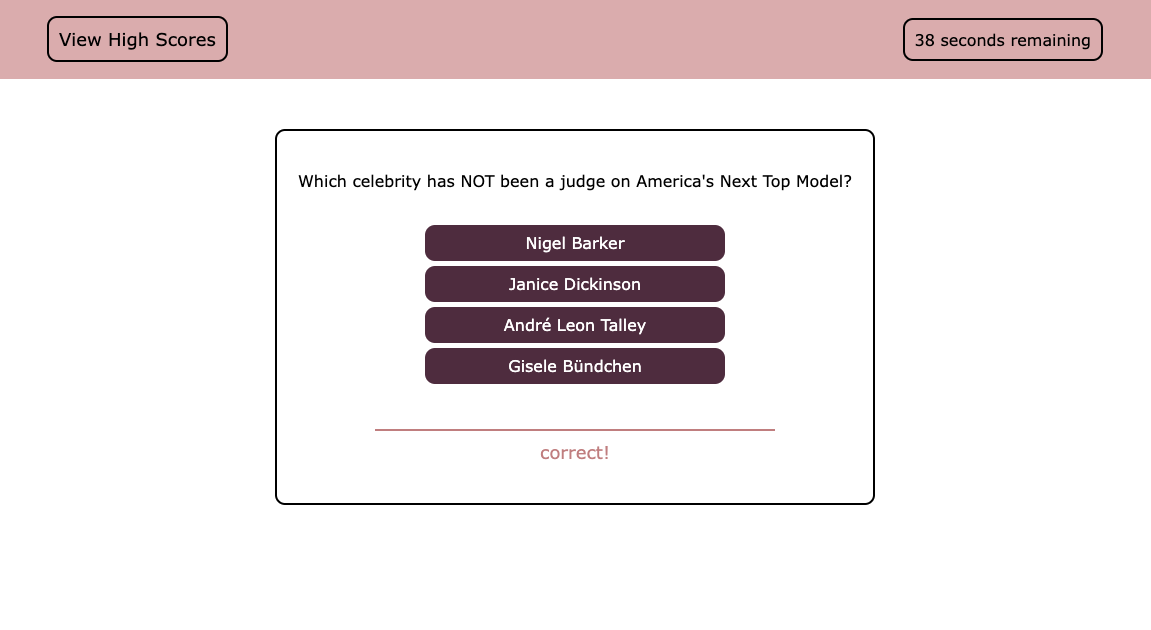 View High Scores
38 seconds remaining
Which celebrity has NOT been a judge on America's Next Top Model?
Nigel Barker
Janice Dickinson
André Leon Talley
Gisele Bündchen
correct!